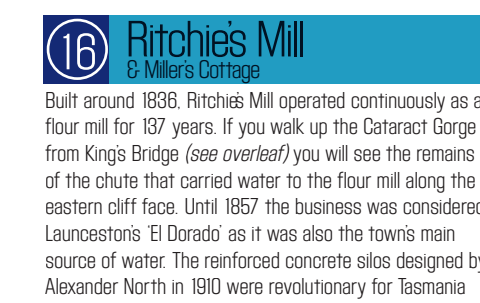 16
Ritchie's Mill
& Miller's Cottage
Built around 1836, Ritchie's Mill operated continuously as a
flour mill for 137 years. If you walk up the Cataract Gorge
from King's Bridge (see overleaf) you will see the remains
of the chute that carried water to the flour mill along the
eastern cliff face. Until 1857 the business was considered
Launceston's 'El Dorado' as it was also the town's main
source of water. The reinforced concrete silos designed by
Alexander North in 1910 were revolutionary for Tasmania